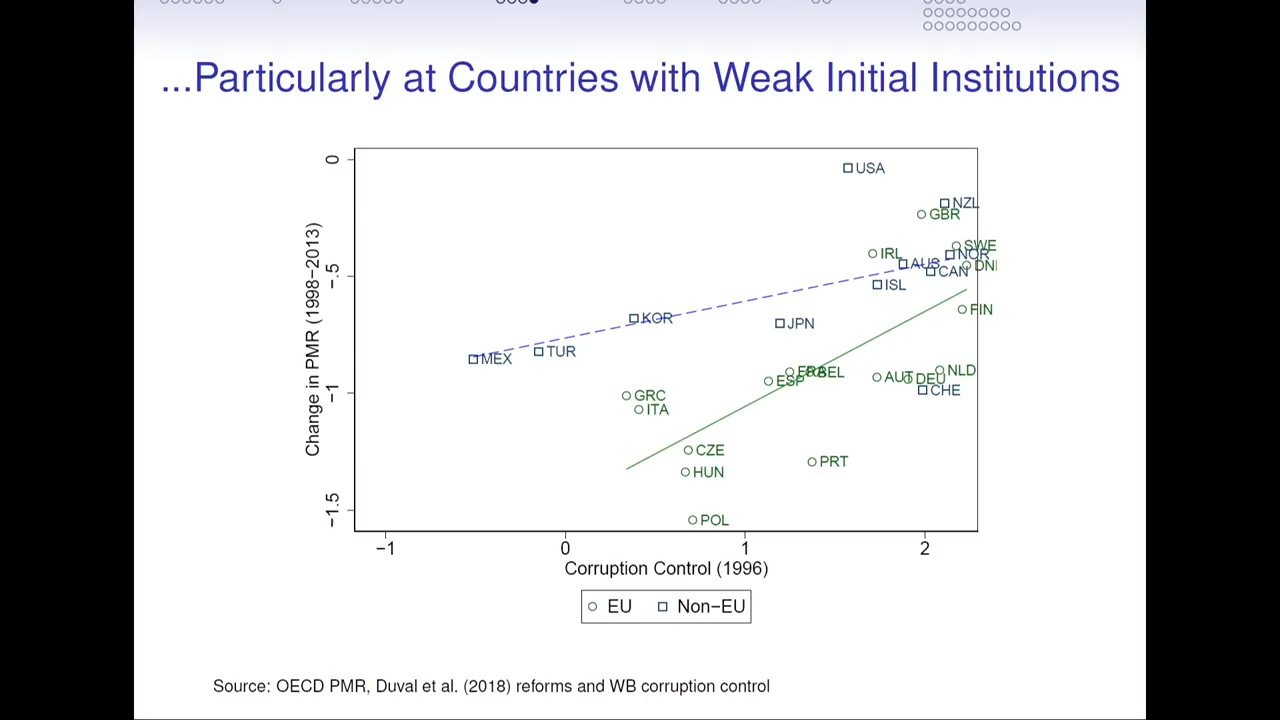 ...Particularly at Countries with Weak Initial Institutions
0
−.5
−1
−1.5
Change in PMR (1998−2013)
USA
NZL
GBR
SWE
IRL
NOR
AUS
DN
CAN
ISL
FIN
KOR
JPN
TUR
MEX
NLD
BEL
FRA
AUT
DEU
ESP
CHE
GRC
ITA
CZE
PRT
HUN
POL
−1
0
1
2
Corruption Control (1996)
EU
Non−EU
Source: OECD PMR, Duval et al. (2018) reforms and WB corruption control